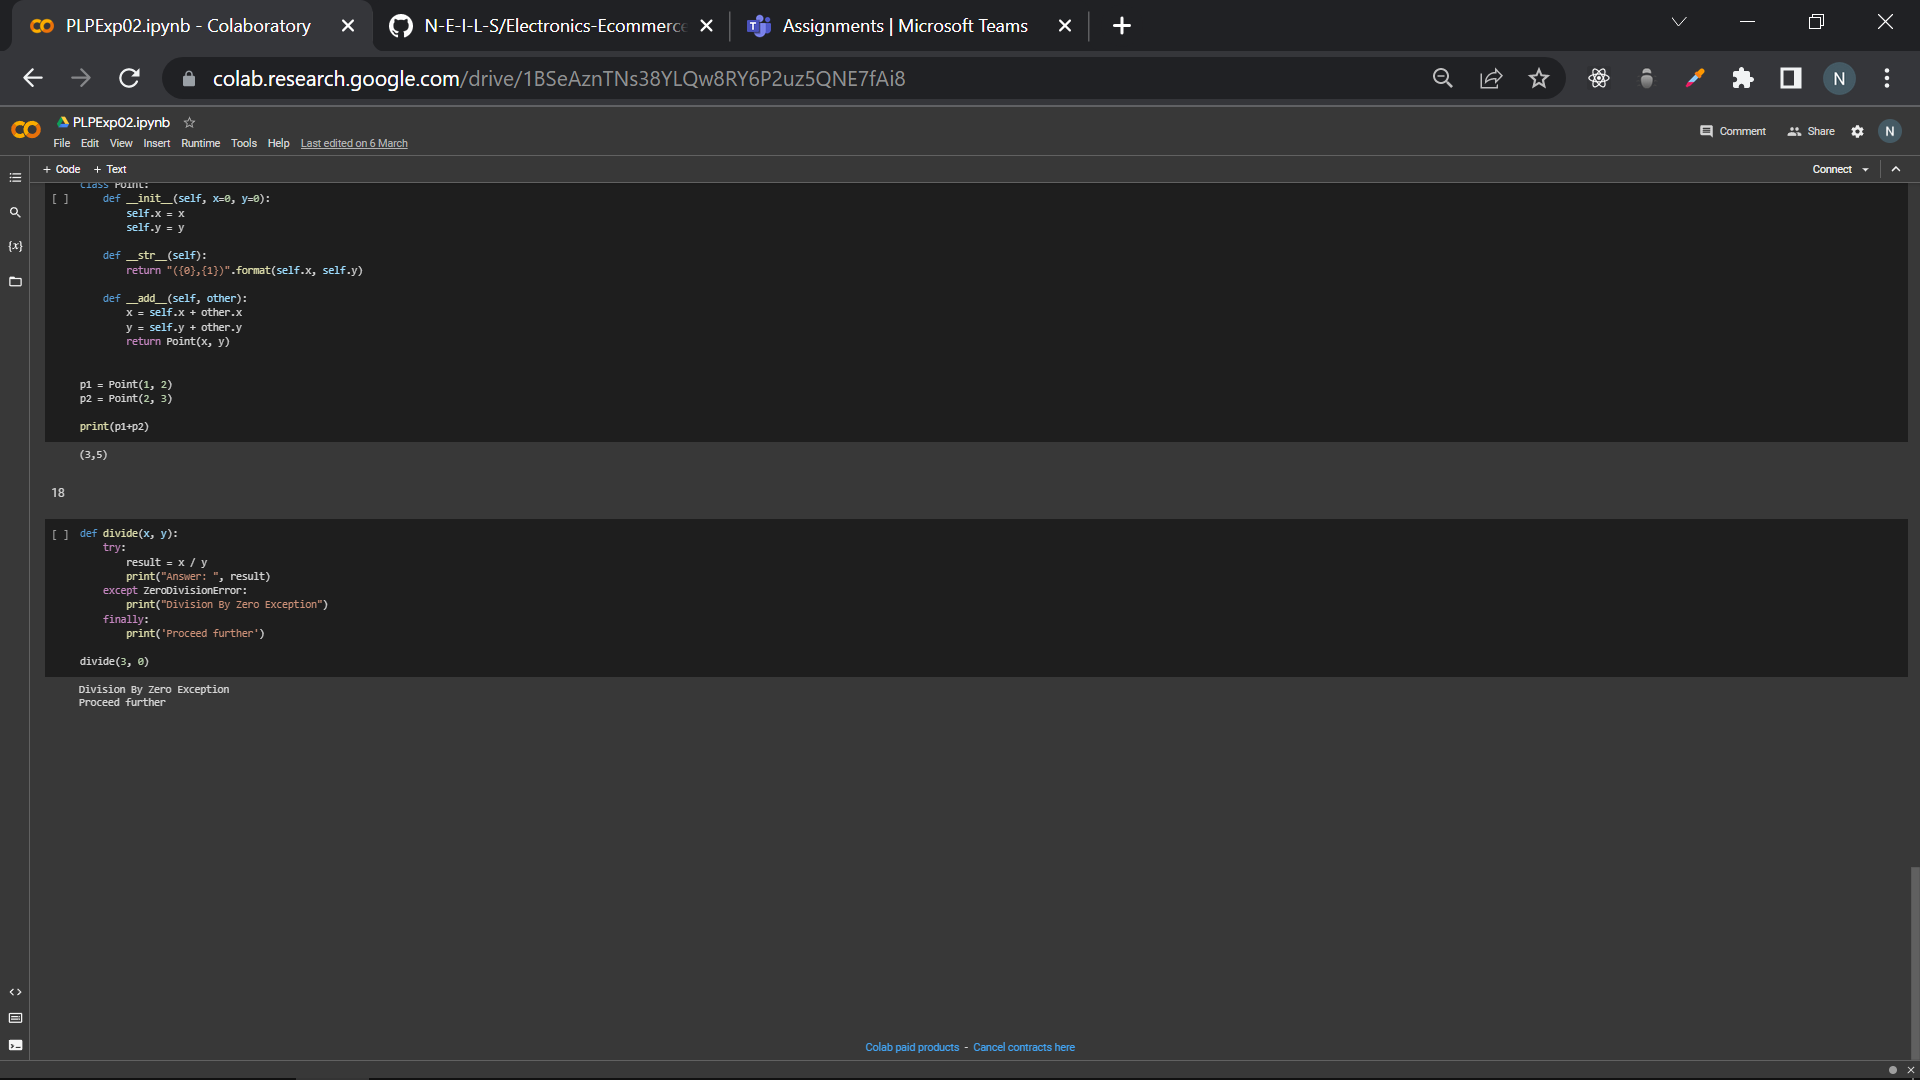 PLPExp02.ipynb - Colaboratory
N-E-I-L-S/Electronics-Ecommerce
Assignments | Microsoft Teams
colab.research.google.com/drive/1BSeAznTNs38YLQw8RY6P2uz5QNE7fAi8
N
PLPExp02.ipynb
File Edit View Insert Runtime Tools Help Last edited on 6 March
Comment Share N
+ Code + Text
Connect
class Point:
[ ] def __init__(self, x=0, y=0):
self.x = x
self.y = y
def __str__(self):
return "({0},{1})".format(self.x, self.y)
def __add__(self, other):
x = self.x + other.x
y = self.y + other.y
return Point(x, y)
p1 = Point(1, 2)
p2 = Point(2, 3)
print(p1+p2)
(3,5)
18
[ ] def divide(x, y):
try:
result = x / y
print("Answer: ", result)
except ZeroDivisionError:
print("Division By Zero Exception")
finally:
print('Proceed further')
divide(3, 0)
Division By Zero Exception
Proceed further
Colab paid products - Cancel contracts here